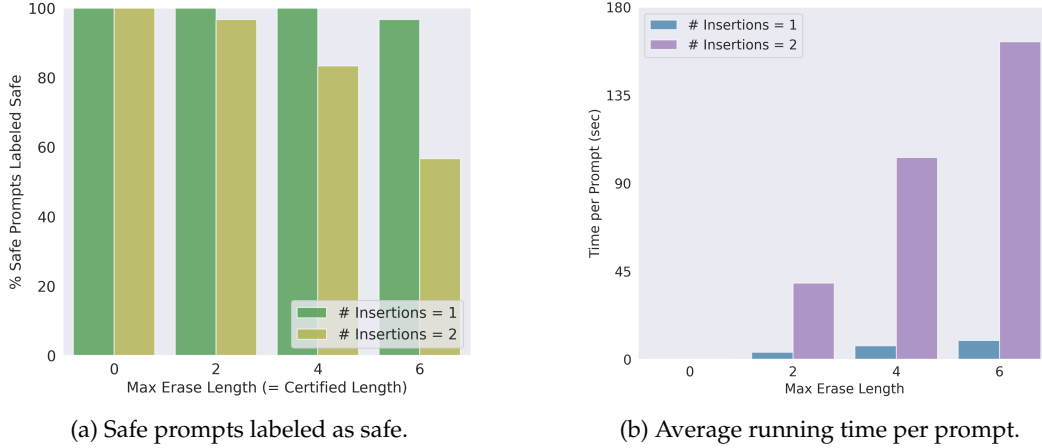 100
80
60
40
20
0
% Safe Prompts Labeled Safe
# Insertions = 1
# Insertions = 2
0 2 4 6
Max Erase Length (= Certified Length)
(a) Safe prompts labeled as safe.
180
135
90
45
0
Time per Prompt (sec)
# Insertions = 1
# Insertions = 2
0 2 4 6
Max Erase Length
(b) Average running time per prompt.